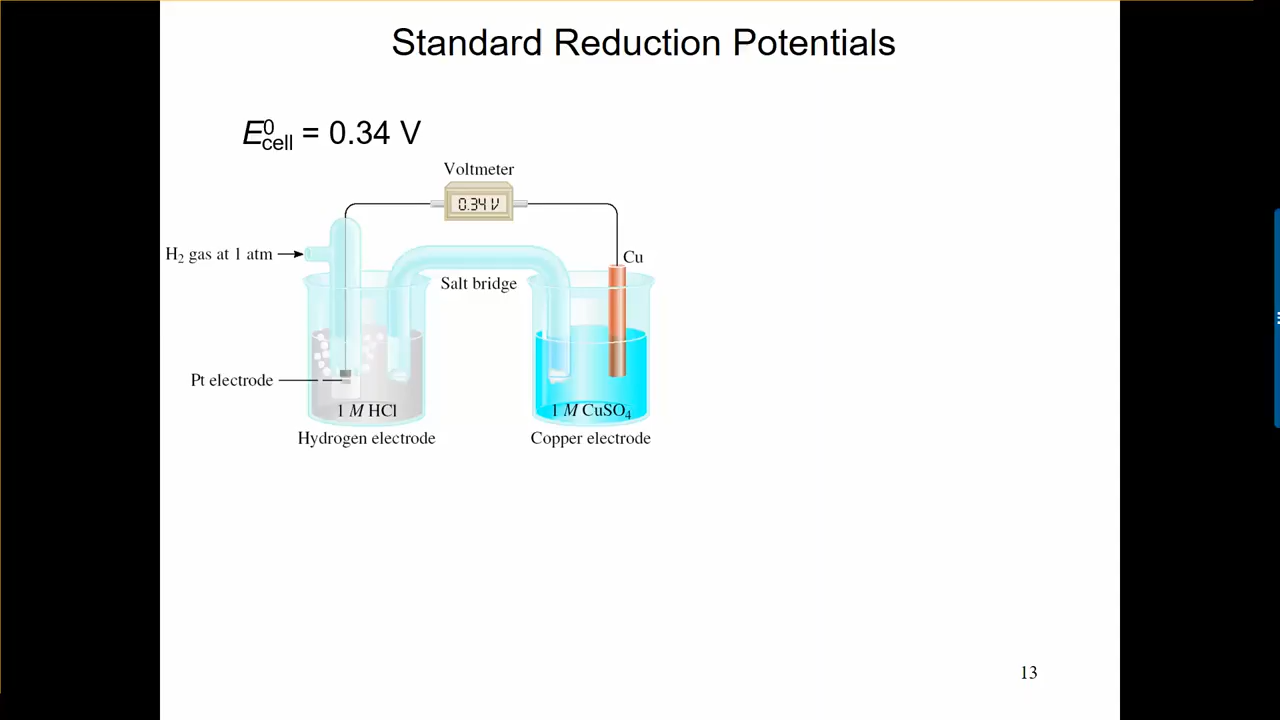 Standard Reduction Potentials
E⁰cell = 0.34 V
Voltmeter
0.34 V
H₂ gas at 1 atm
Cu
Salt bridge
Pt electrode
1 M HCl
1 M CuSO₄
Hydrogen electrode
Copper electrode
13